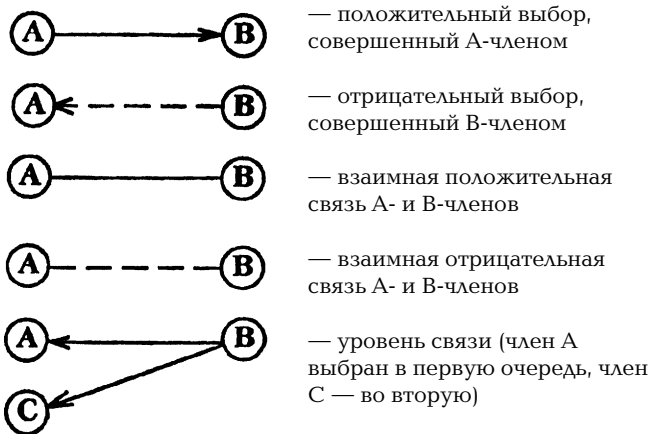 A B — положительный выбор,
совершенный А-членом
A B — отрицательный выбор,
совершенный В-членом
A B — взаимная положительная
связь А- и В-членов
A B — взаимная отрицательная
связь А- и В-членов
A B — уровень связи (член А
выбран в первую очередь, член
C С — во вторую)